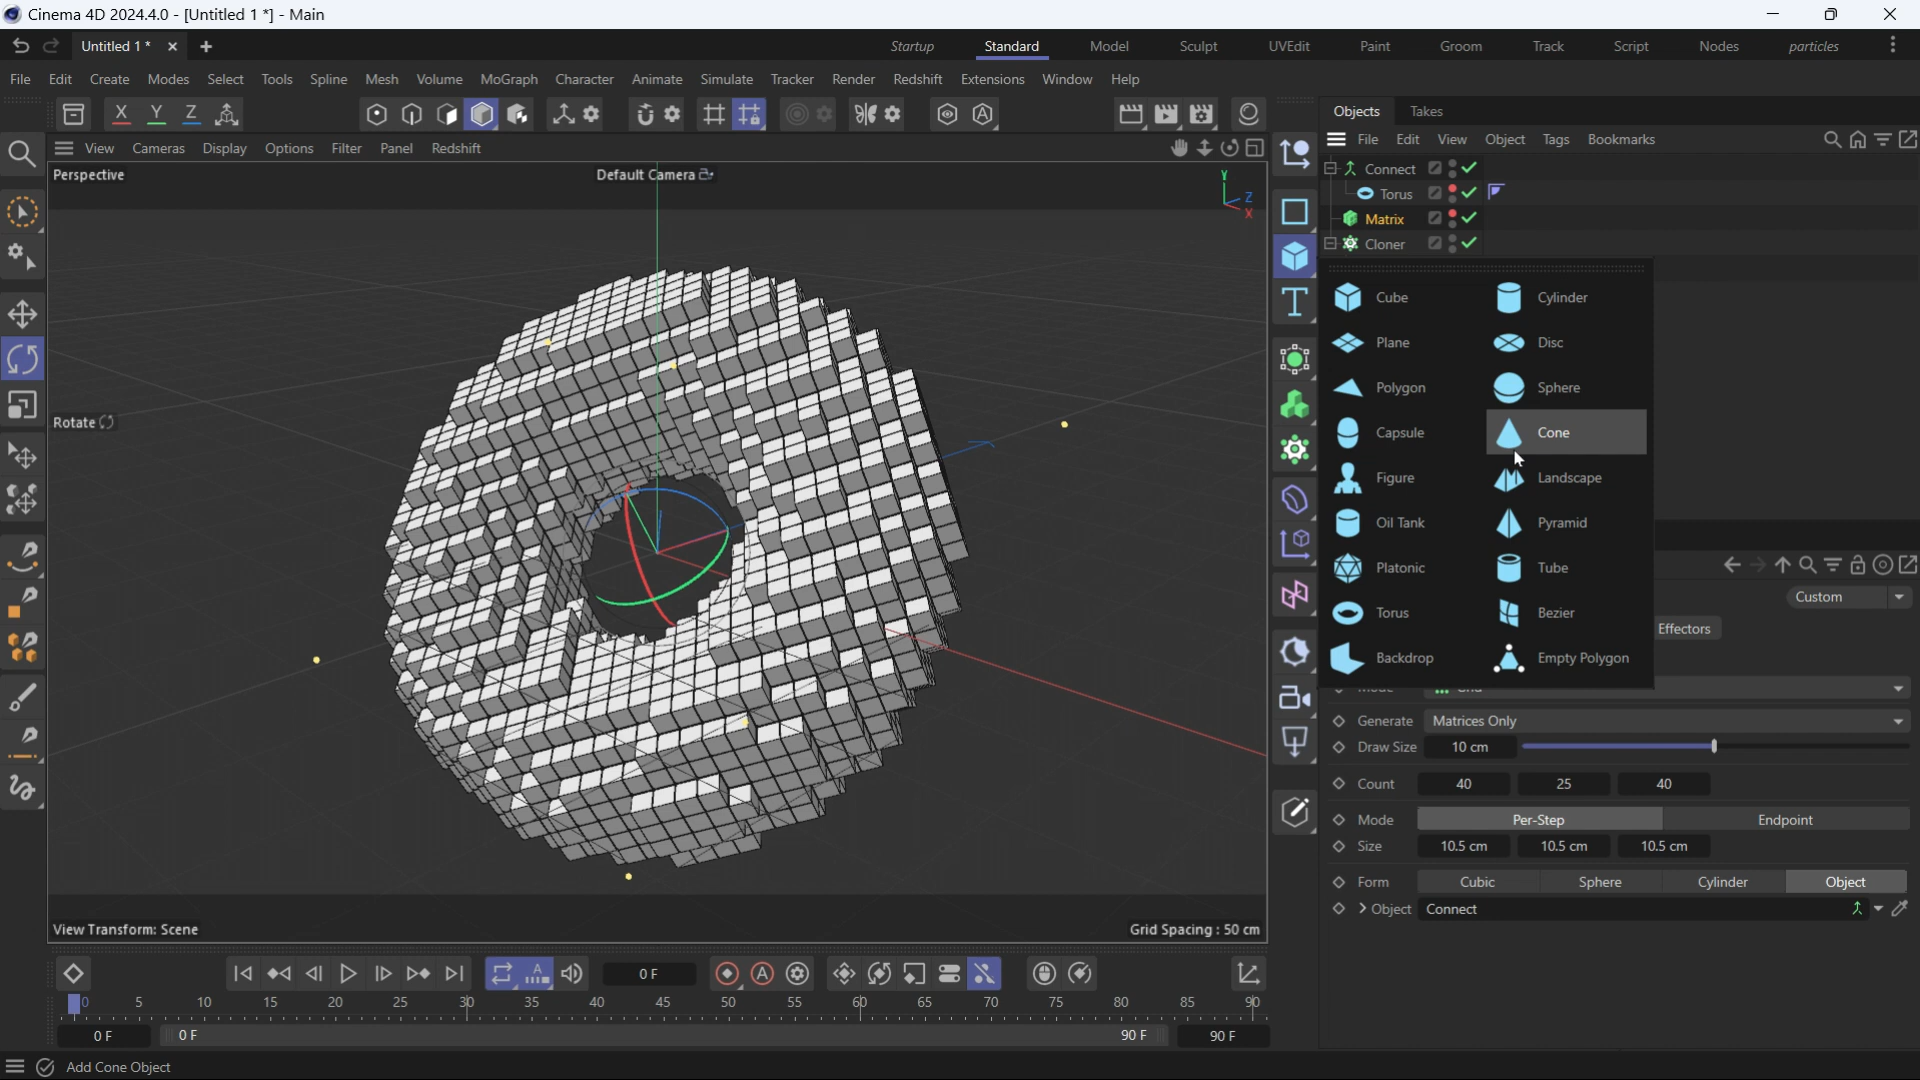 Cinema 4D 2024.4.0 - [Untitled 1 *] - Main
Untitled 1 *
Startup Standard Model Sculpt UVEdit Paint Groom Track Script Nodes particles
File Edit Create Modes Select Tools Spline Mesh Volume MoGraph Character Animate Simulate Tracker Render Redshift Extensions Window Help
X Y Z
Objects Takes
View Cameras Display Options Filter Panel Redshift
File Edit View Object Tags Bookmarks
Perspective
Default Camera
Y
Z
X
Connect
Torus
Matrix
Cloner
Cube Cylinder
Plane Disc
Polygon Sphere
Capsule Cone
Figure Landscape
Oil Tank Pyramid
Platonic Tube
Torus Bezier
Backdrop Empty Polygon
Rotate
Custom
Effectors
Generate Matrices Only
Draw Size 10 cm
Count 40 25 40
Mode Per-Step Endpoint
Size 10.5 cm 10.5 cm 10.5 cm
Form Cubic Sphere Cylinder Object
Object Connect
View Transform: Scene
Grid Spacing : 50 cm
0 F
0 5 10 15 20 25 30 35 40 45 50 55 60 65 70 75 80 85 90
0 F 0 F 90 F 90 F
Add Cone Object